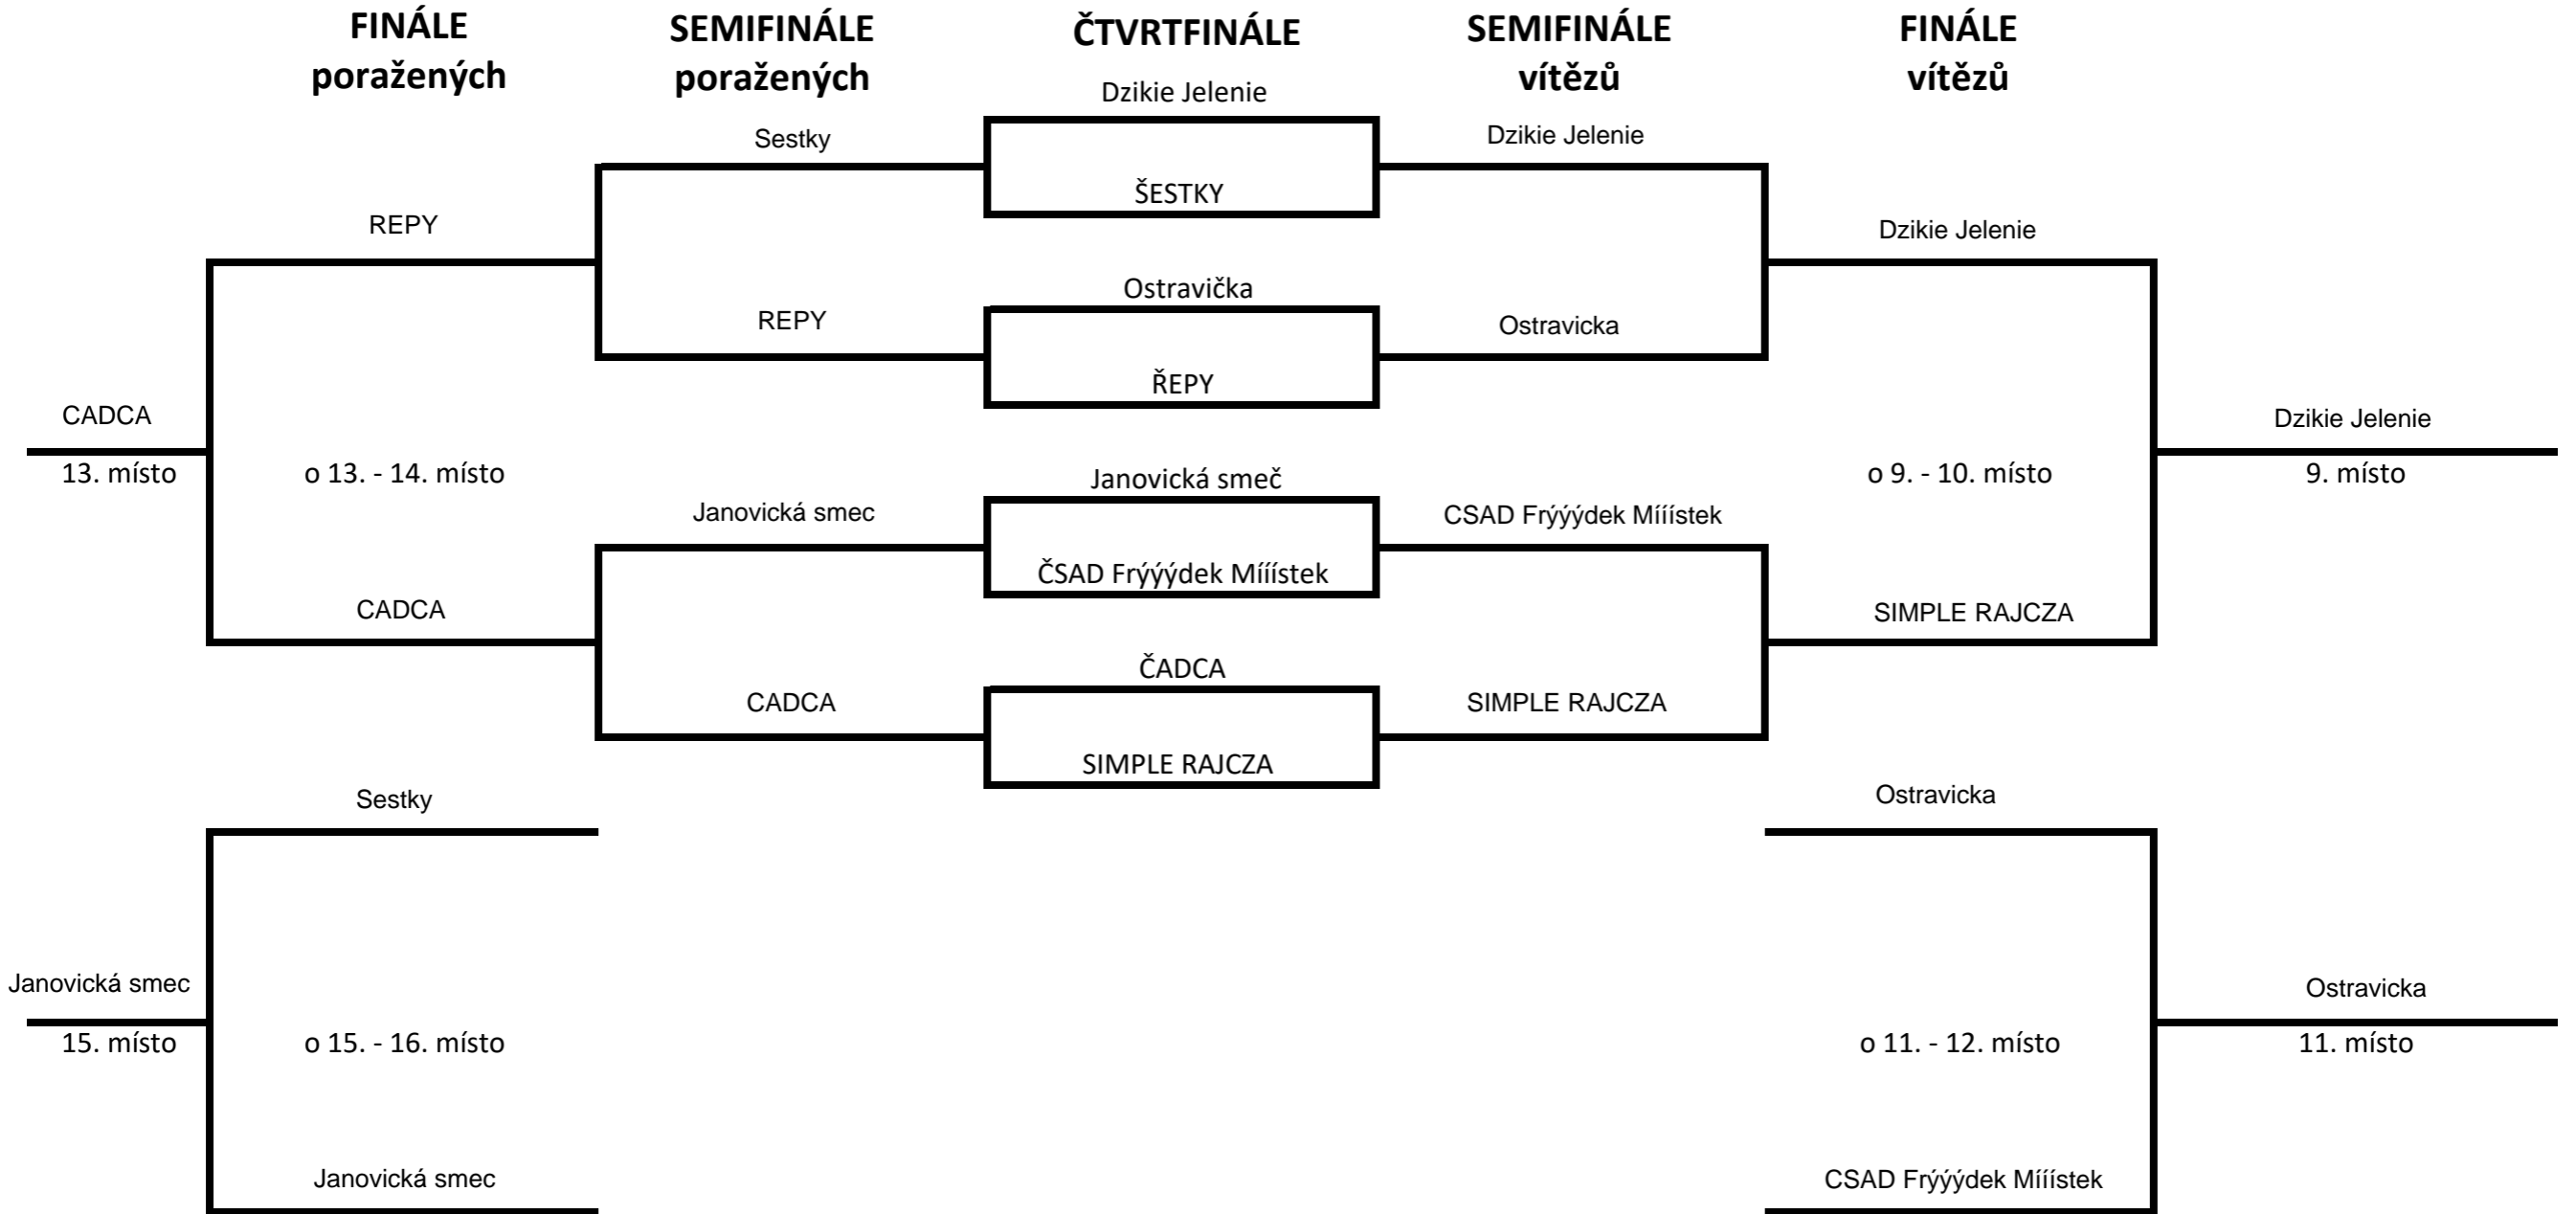 FINÁLE
poražených
SEMIFINÁLE
poražených
ČTVRTFINÁLE
SEMIFINÁLE
vítězů
FINÁLE
vítězů
Dzikie Jelenie
Sestky
Dzikie Jelenie
ŠESTKY
REPY
Dzikie Jelenie
Ostravička
REPY
Ostravicka
ŘEPY
CADCA
Dzikie Jelenie
13. místo
o 13. - 14. místo
Janovická smeč
o 9. - 10. místo
9. místo
Janovická smec
CSAD Frýýýdek Mííístek
ČSAD Frýýýdek Mííístek
CADCA
SIMPLE RAJCZA
ČADCA
CADCA
SIMPLE RAJCZA
SIMPLE RAJCZA
Sestky
Ostravicka
Janovická smec
Ostravicka
15. místo
o 15. - 16. místo
o 11. - 12. místo
11. místo
Janovická smec
CSAD Frýýýdek Mííístek